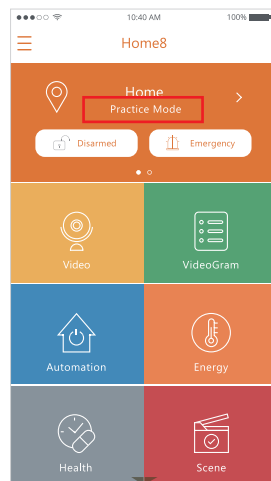 10:40 AM 100%
Home8
Home
Practice Mode
Disarmed Emergency
Video VideoGram
Automation Energy
Health Scene